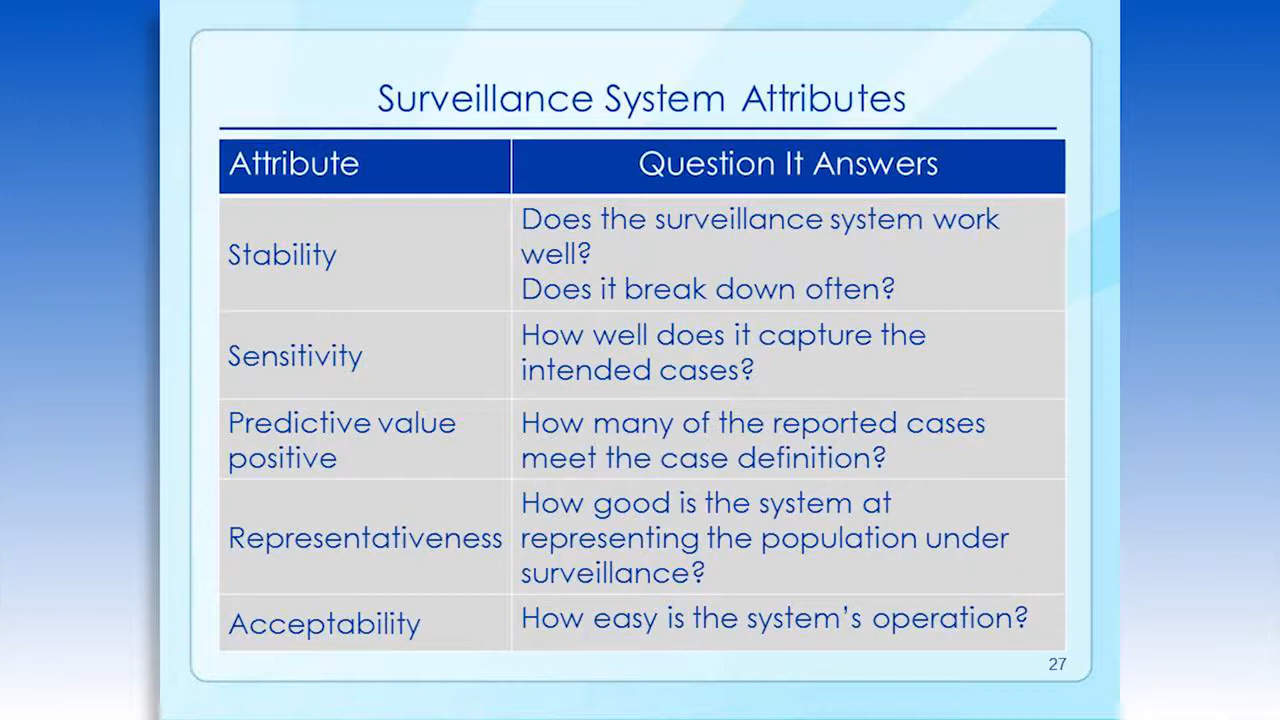 Surveillance System Attributes
Attribute
Question It Answers
Stability
Does the surveillance system work
well?
Does it break down often?
Sensitivity
How well does it capture the
intended cases?
Predictive value
positive
How many of the reported cases
meet the case definition?
Representativeness
How good is the system at
representing the population under
surveillance?
Acceptability
How easy is the system’s operation?
27